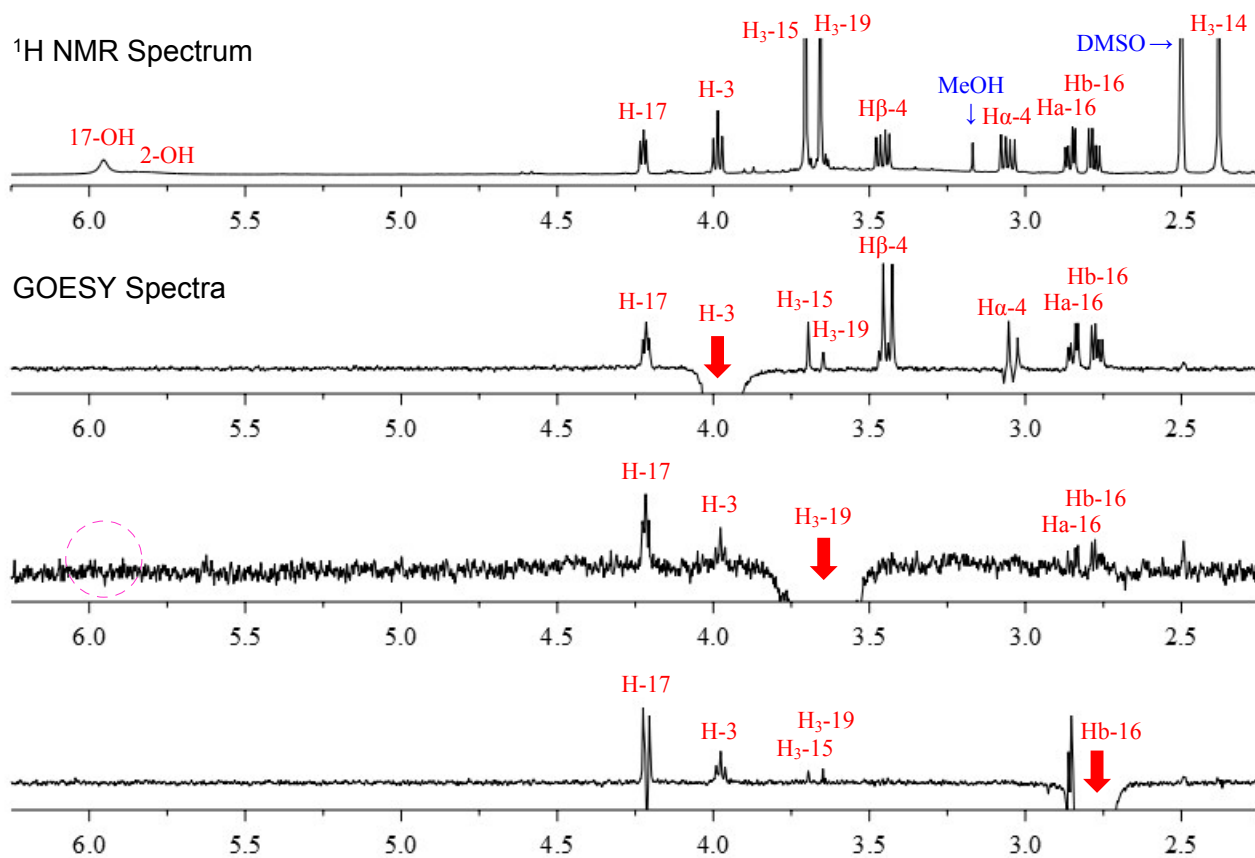 ¹H NMR Spectrum
H₃-15 H₃-19
DMSO →
H₃-14
MeOH
↓
H-17
H-3
Hα-4
Ha-16
Hb-16
17-OH
2-OH
6.0 5.5 5.0 4.5 4.0 3.5 3.0 2.5
GOESY Spectra
Hβ-4
H-17
H-3
H₃-15
H₃-19
Hα-4
Ha-16
Hb-16
6.0 5.5 5.0 4.5 4.0 3.5 3.0 2.5
H-17
H-3
H₃-19
Ha-16
Hb-16
6.0 5.5 5.0 4.5 4.0 3.5 3.0 2.5
H-17
H-3
H₃-19
H₃-15
Hb-16
6.0 5.5 5.0 4.5 4.0 3.5 3.0 2.5